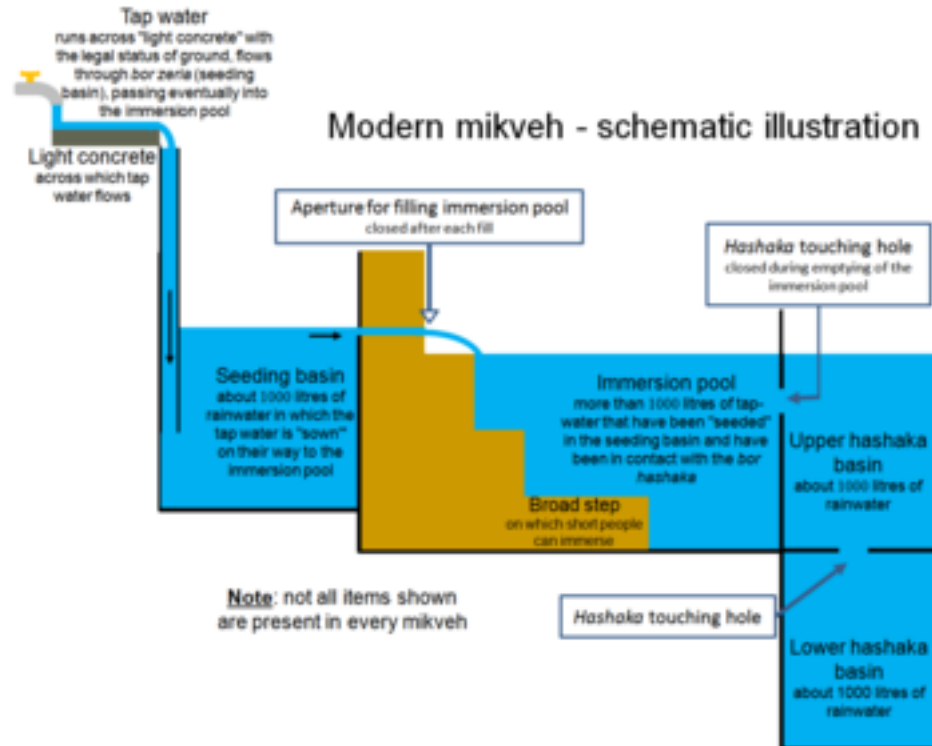 Tap water
runs across "light concrete" with
the legal status of ground, flows
through bor zeria (seeding
basin), passing eventually into
the immersion pool
Modern mikveh - schematic illustration
Light concrete
across which tap
water flows
Aperture for filling immersion pool
closed after each fill
Hashaka touching hole
closed during emptying of the
immersion pool
Seeding basin
about 1000 litres of
rainwater in which the
tap water is "sown"
on their way to the
immersion pool
Immersion pool
more than 1000 litres of tap-
water that have been "seeded"
in the seeding basin and have
been in contact with the bor
hashaka
Upper hashaka
basin
about 1000 litres of
rainwater
Broad step
on which short people
can immerse
Note: not all items shown
are present in every mikveh
Hashaka touching hole
Lower hashaka
basin
about 1000 litres of
rainwater